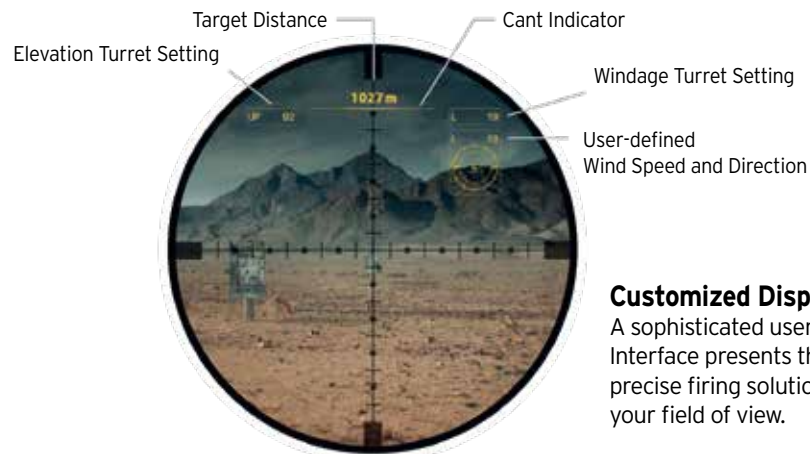 Target Distance
Cant Indicator
Elevation Turret Setting
Windage Turret Setting
1027m
UP
L
User-defined
Wind Speed and Direction
Customized Disp
A sophisticated user
Interface presents th
precise firing solutio
your field of view.